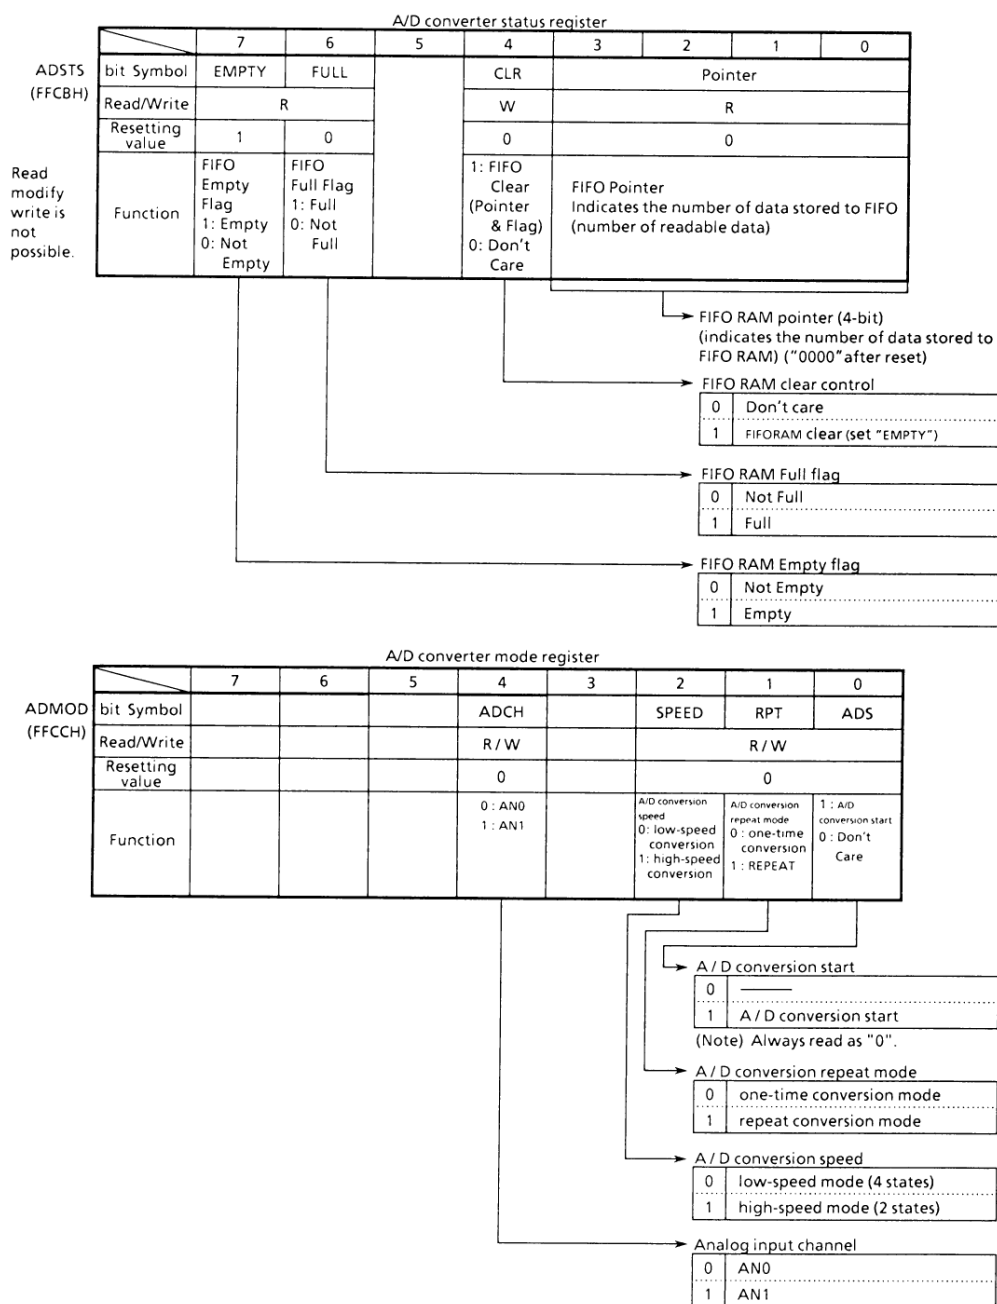 A/D converter status register
7 6 5 4 3 2 1 0
ADSTS
(FFCBH)
bit Symbol EMPTY FULL CLR Pointer
Read/Write R W R
Resetting value 1 0 0 0
Read
modify
write is
not
possible.
Function
FIFO
Empty
Flag
1: Empty
0: Not
Empty
FIFO
Full Flag
1: Full
0: Not
Full
1: FIFO
Clear
(Pointer
& Flag)
0: Don't
Care
FIFO Pointer
Indicates the number of data stored to FIFO
(number of readable data)
FIFO RAM pointer (4-bit)
(indicates the number of data stored to
FIFO RAM) ("0000" after reset)
FIFO RAM clear control
0 Don't care
1 FIFORAM clear (set "EMPTY")
FIFO RAM Full flag
0 Not Full
1 Full
FIFO RAM Empty flag
0 Not Empty
1 Empty
A/D converter mode register
7 6 5 4 3 2 1 0
ADMOD
(FFCCH)
bit Symbol ADCH SPEED RPT ADS
Read/Write R/W R/W
Resetting value 0 0
Function
0 : AN0
1 : AN1
A/D conversion
speed
0: low-speed
conversion
1: high-speed
conversion
A/D conversion
repeat mode
0 : one-time
conversion
1 : REPEAT
1 : A/D
conversion start
0 : Don't
Care
A / D conversion start
0 ———
1 A / D conversion start
(Note) Always read as "0".
A / D conversion repeat mode
0 one-time conversion mode
1 repeat conversion mode
A / D conversion speed
0 low-speed mode (4 states)
1 high-speed mode (2 states)
Analog input channel
0 AN0
1 AN1